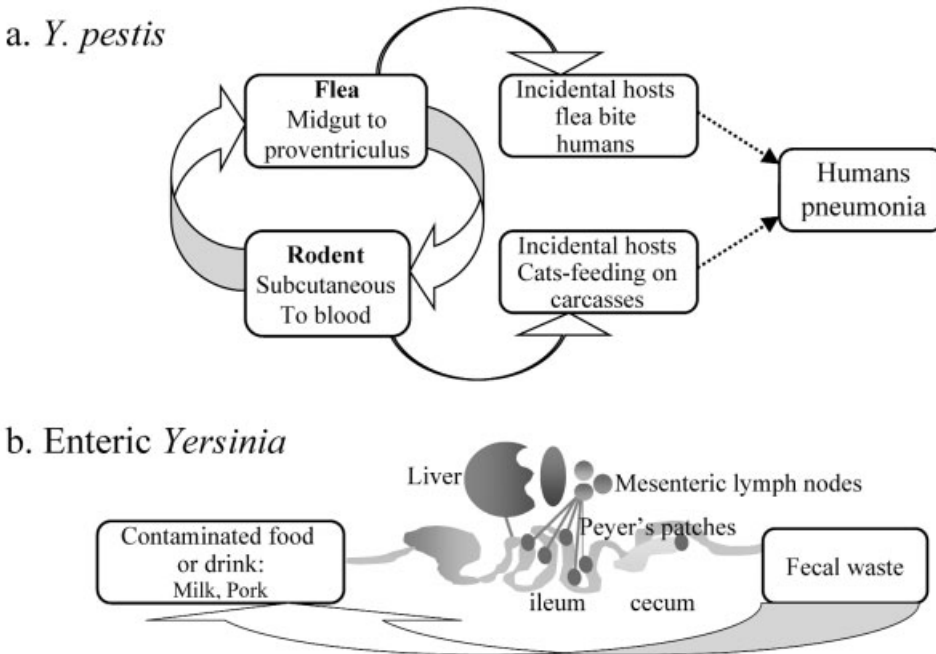 a. Y. pestis
Flea
Midgut to
proventriculus
Incidental hosts
flea bite
humans
Humans
pneumonia
Rodent
Subcutaneous
To blood
Incidental hosts
Cats-feeding on
carcasses
b. Enteric Yersinia
Liver
Mesenteric lymph nodes
Peyer's patches
Contaminated food
or drink:
Milk, Pork
Fecal waste
ileum
cecum